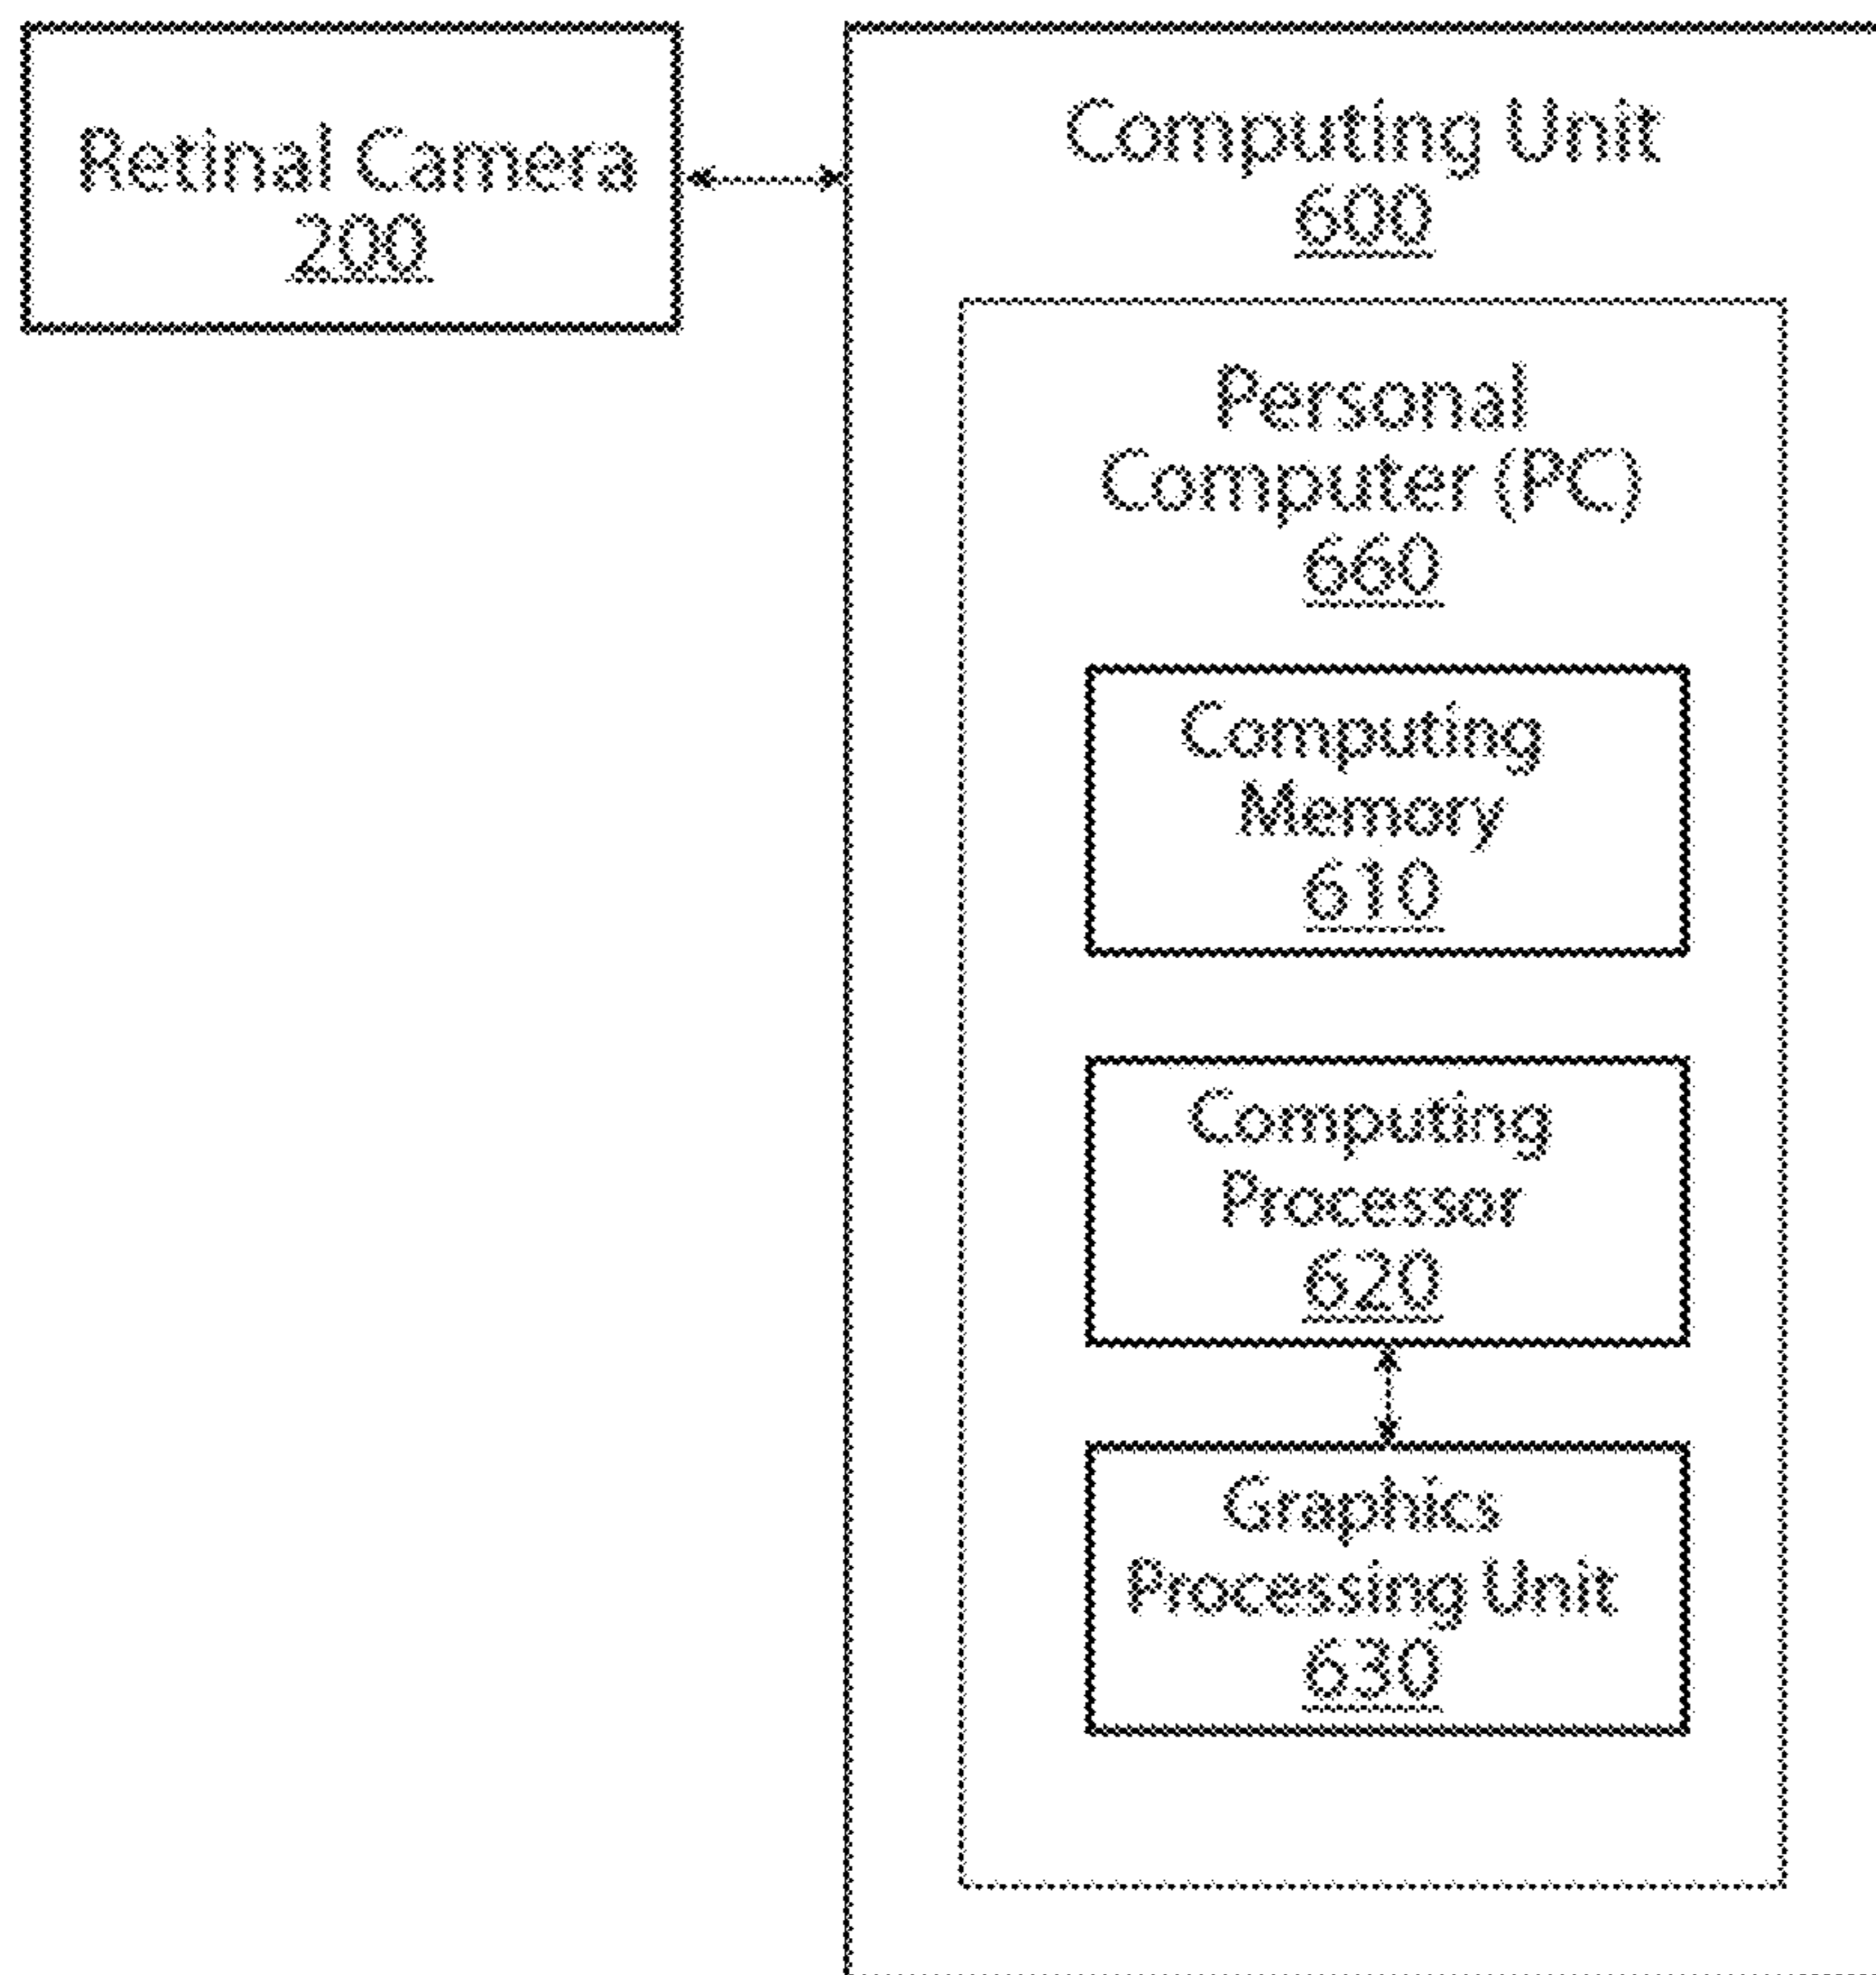 Retinal Camera
200
Computing Unit
600
Personal
Computer (PC)
660
Computing
Memory
610
Computing
Processor
620
Graphics
Processing Unit
630